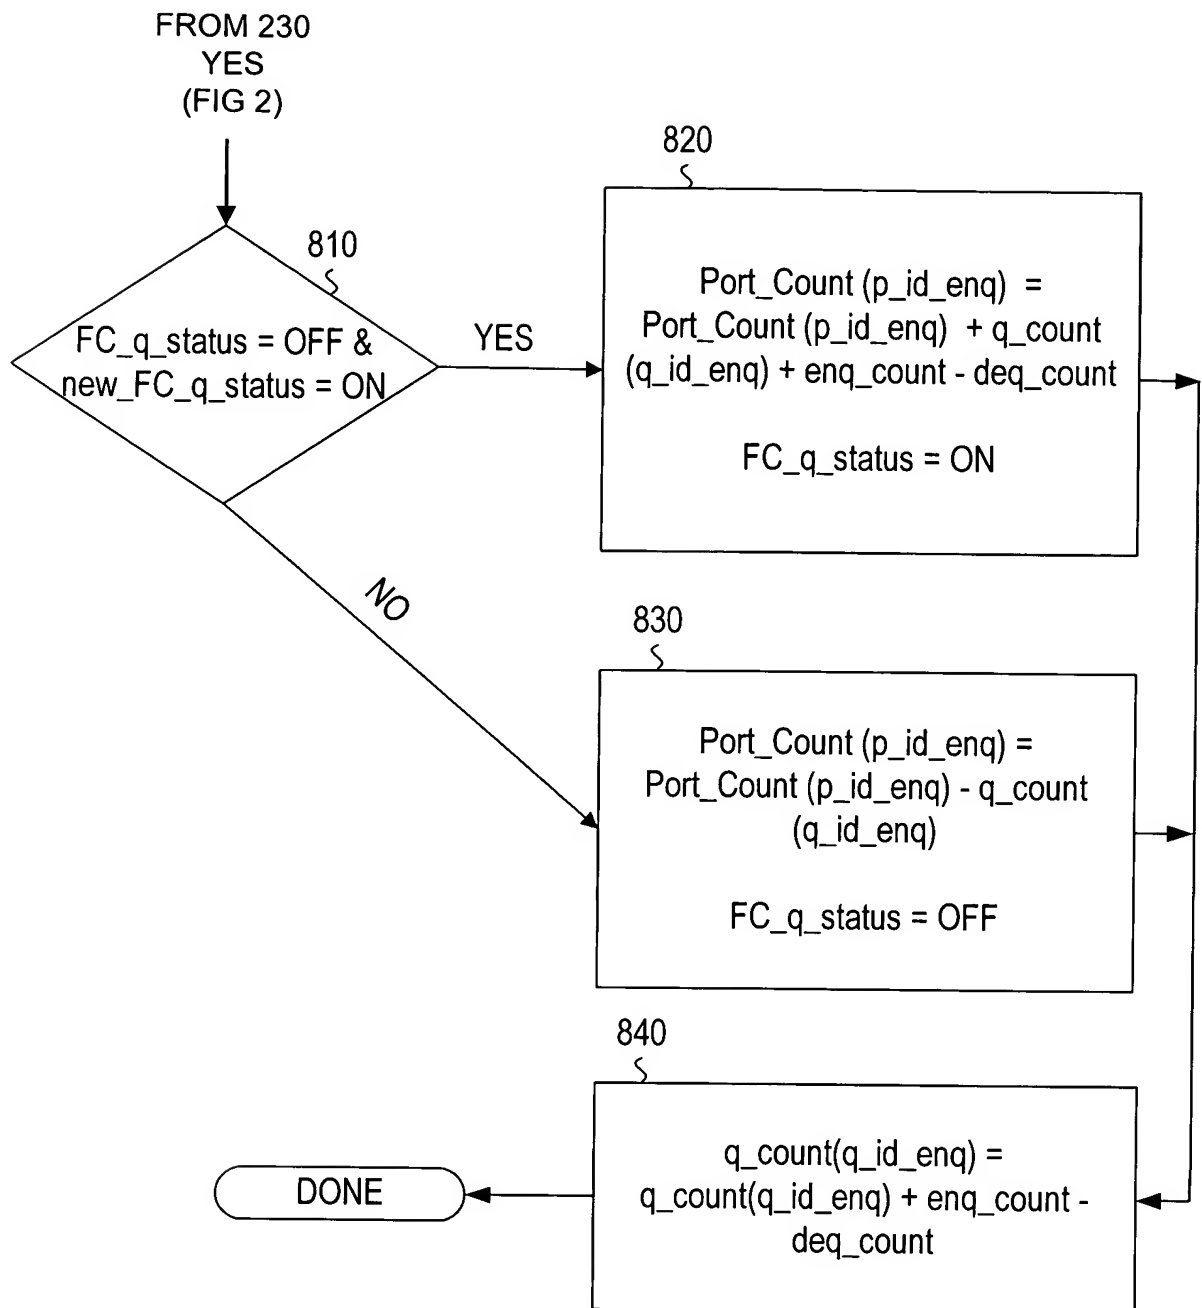 FROM 230
YES
(FIG 2)
810
FC_q_status = OFF &
new_FC_q_status = ON
YES
820
Port_Count (p_id_enq) =
Port_Count (p_id_enq) + q_count
(q_id_enq) + enq_count - deq_count
FC_q_status = ON
NO
830
Port_Count (p_id_enq) =
Port_Count (p_id_enq) - q_count
(q_id_enq)
FC_q_status = OFF
840
q_count(q_id_enq) =
q_count(q_id_enq) + enq_count -
deq_count
DONE